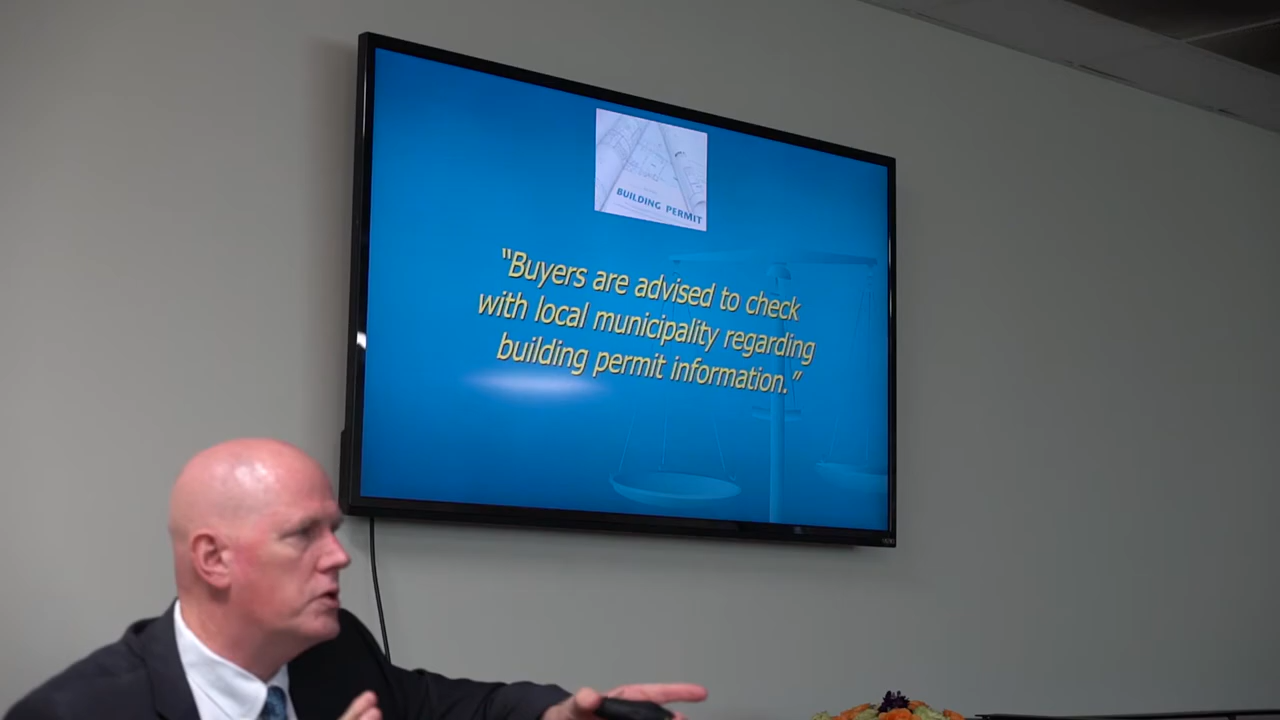 BUILDING PERMIT
“Buyers are advised to check
with local municipality regarding
building permit information.”